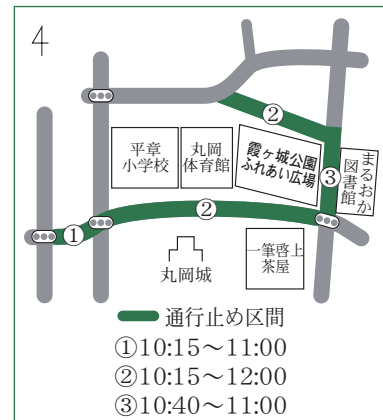 4
②
平章
小学校
丸岡
体育館
霞ヶ城公園
ふれあい広場
③
まるおか
図書館
②
①
丸岡城
一筆啓上
茶屋
通行止め区間
①10:15〜11:00
②10:15〜12:00
③10:40〜11:00